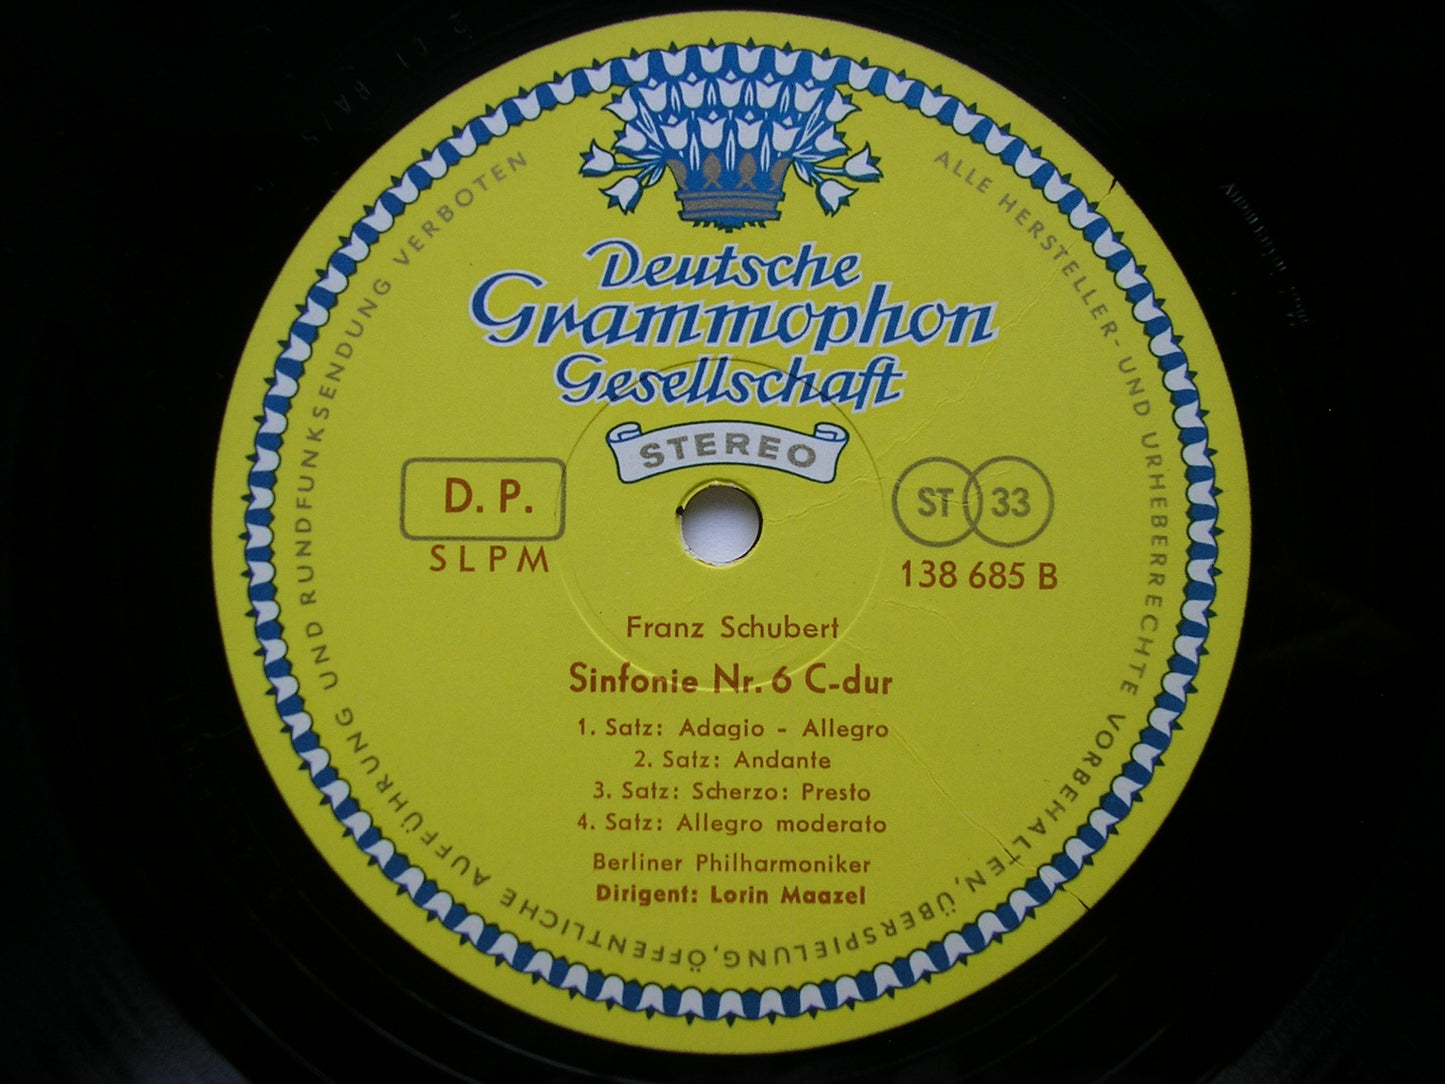 Deutsche
Grammophon
Gesellschaft
STEREO
D. P.
SLPM
ST 33
138 685 B
Franz Schubert
Sinfonie Nr. 6 C-dur
1. Satz: Adagio - Allegro
2. Satz: Andante
3. Satz: Scherzo: Presto
4. Satz: Allegro moderato
Berliner Philharmoniker
Dirigent: Lorin Maazel
ALLE HERSTELLER- UND URHEBERRECHTE VORBEHALTEN, ÜBERSPIELUNG, ÖFFENTLICHE AUFFÜHRUNG UND RUNDFUNKSENDUNG VERBOTEN